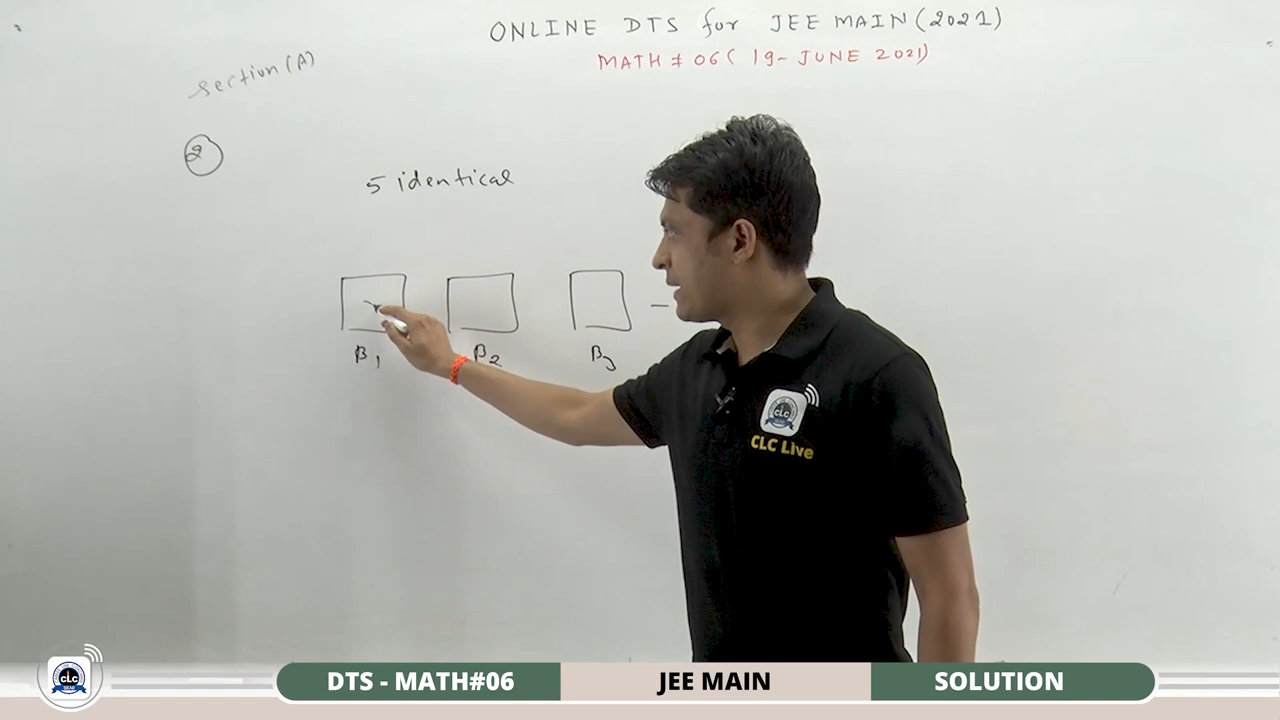 ONLINE DTS for JEE MAIN (2021)
MATH # 06 ( 19- JUNE 2021)
section (A)
2
5 identical
B1 B2 B3 -
CLC
CLC Live
CLC
DTS - MATH#06 JEE MAIN SOLUTION